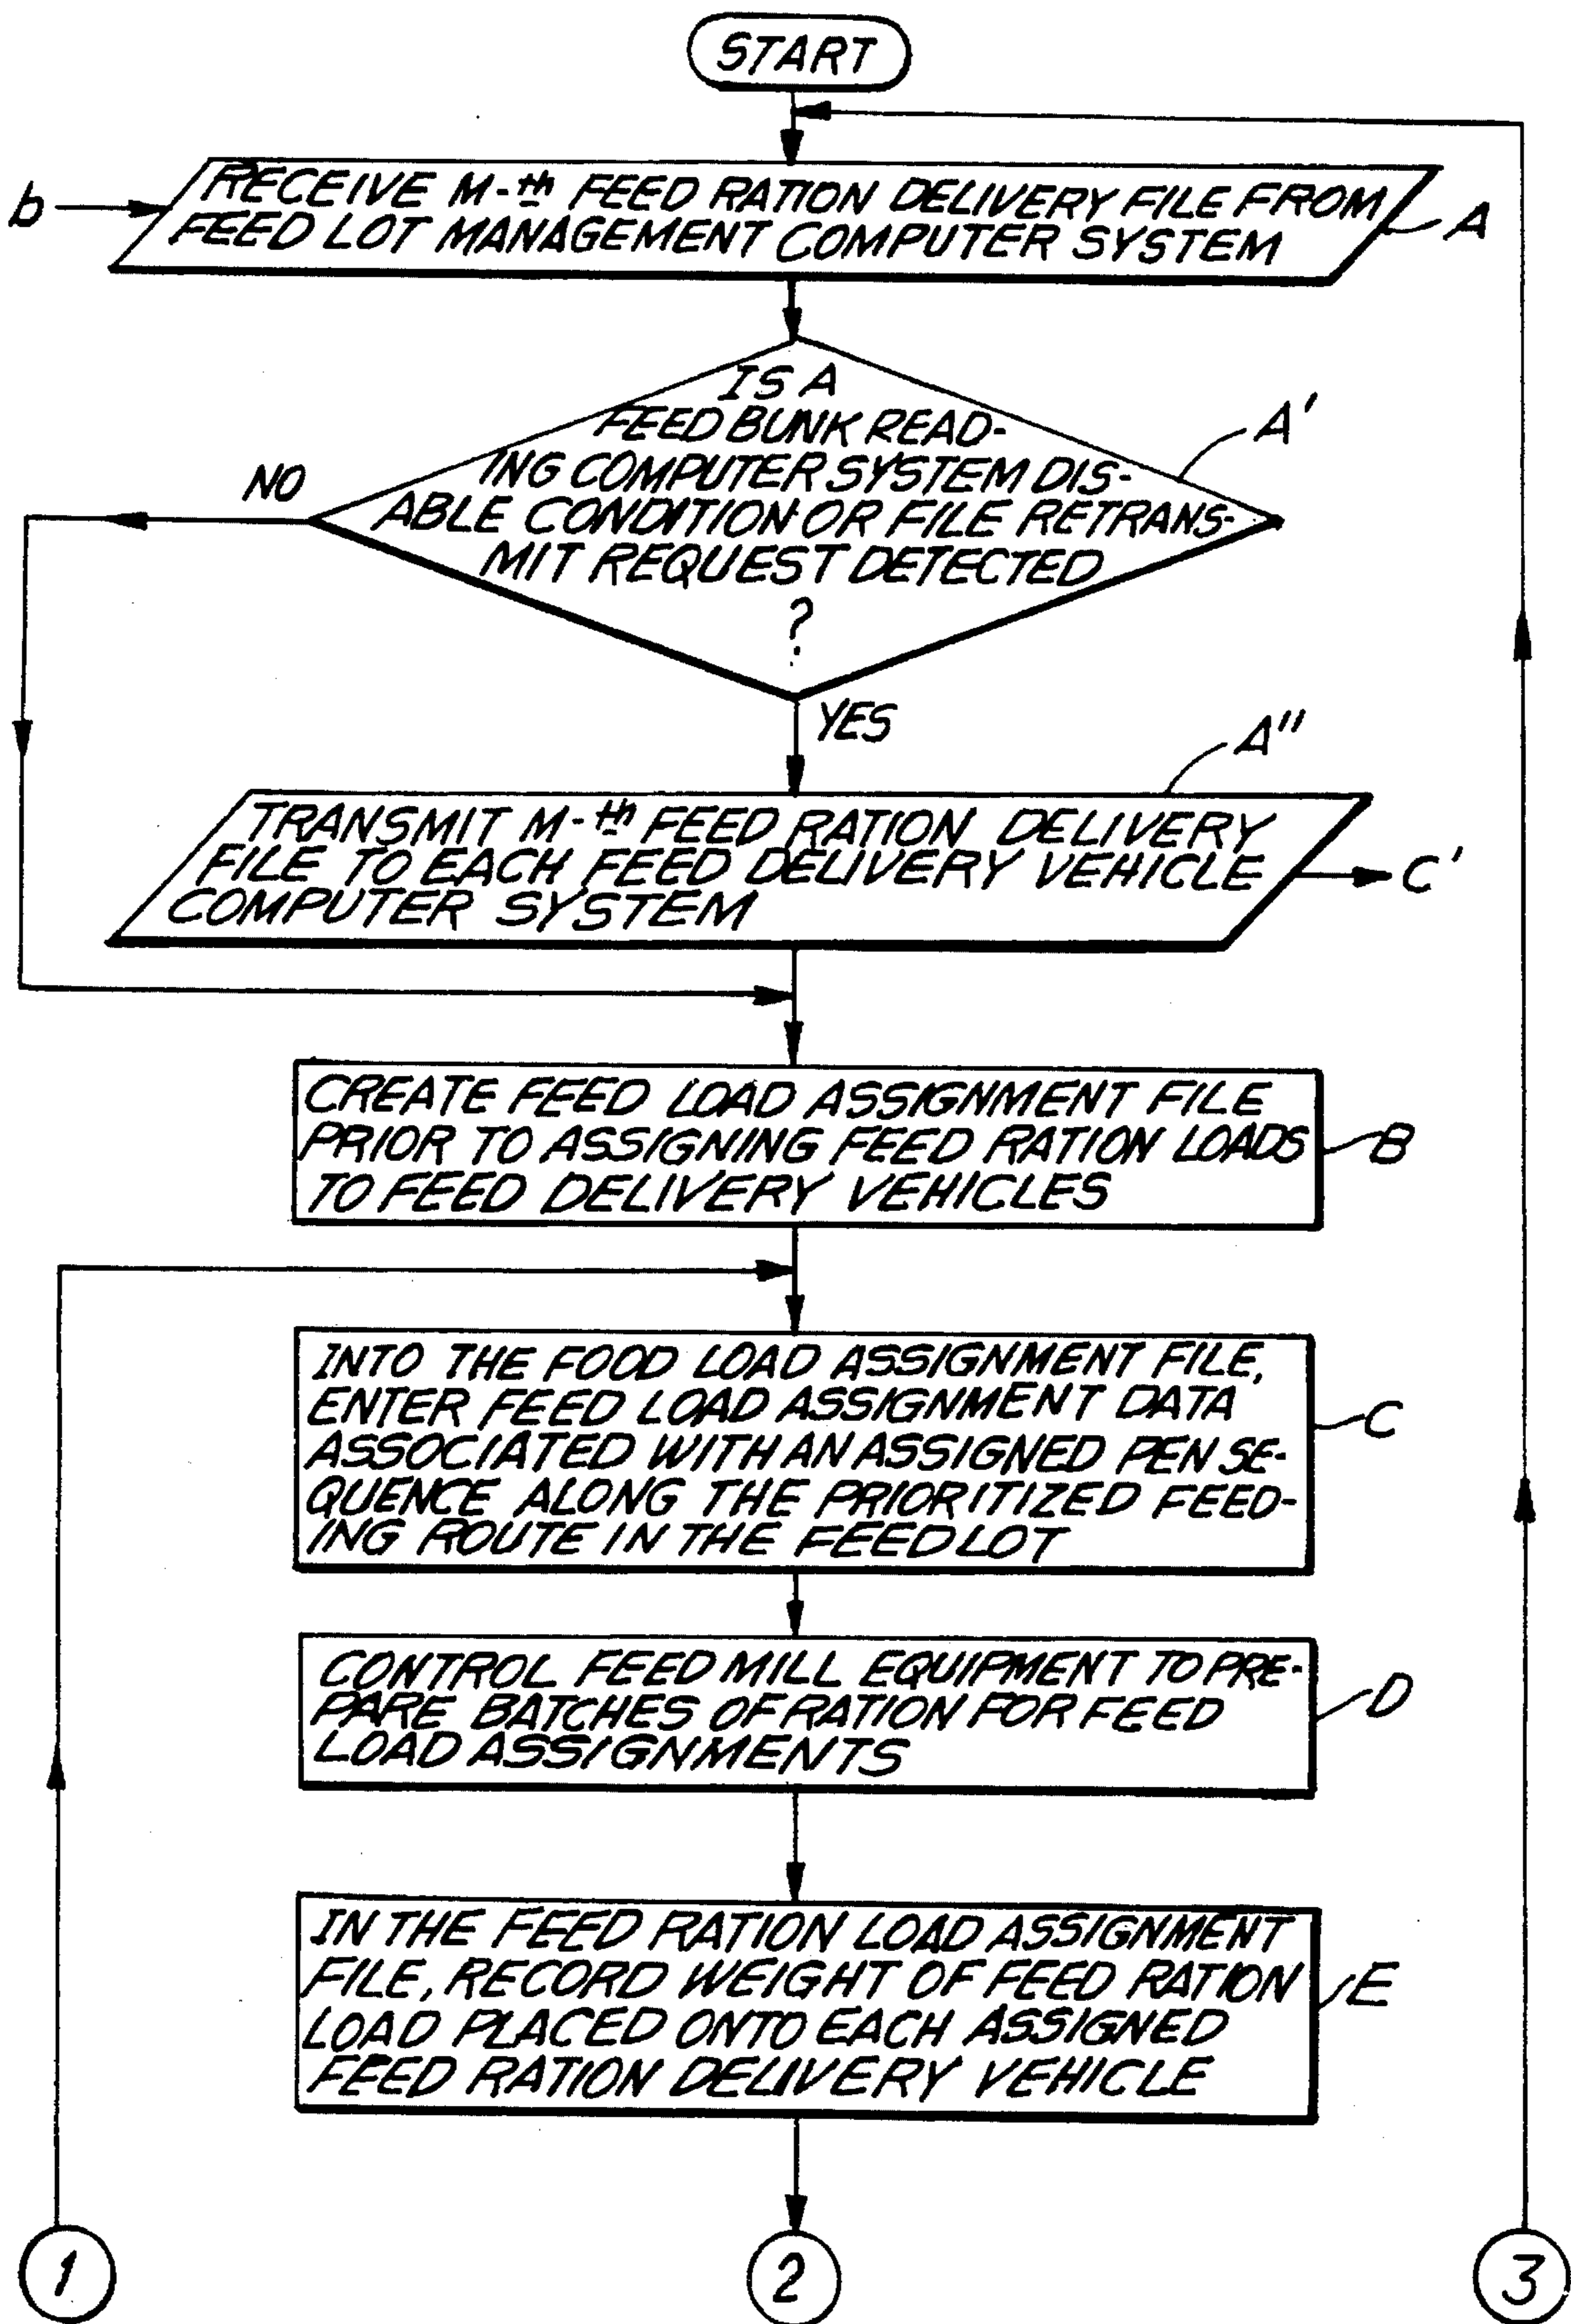 START
b
RECEIVE M-th FEED RATION DELIVERY FILE FROM
FEED LOT MANAGEMENT COMPUTER SYSTEM
A
IS A
FEED BUNK READ-
ING COMPUTER SYSTEM DIS-
ABLE CONDITION OR FILE RETRANS-
MIT REQUEST DETECTED
?
A'
NO
YES
A''
TRANSMIT M-th FEED RATION DELIVERY
FILE TO EACH FEED DELIVERY VEHICLE
COMPUTER SYSTEM
C'
CREATE FEED LOAD ASSIGNMENT FILE
PRIOR TO ASSIGNING FEED RATION LOADS
TO FEED DELIVERY VEHICLES
B
INTO THE FOOD LOAD ASSIGNMENT FILE,
ENTER FEED LOAD ASSIGNMENT DATA
ASSOCIATED WITH AN ASSIGNED PEN SE-
QUENCE ALONG THE PRIORITIZED FEED-
ING ROUTE IN THE FEEDLOT
C
CONTROL FEED MILL EQUIPMENT TO PRE-
PARE BATCHES OF RATION FOR FEED
LOAD ASSIGNMENTS
D
IN THE FEED RATION LOAD ASSIGNMENT
FILE, RECORD WEIGHT OF FEED RATION
LOAD PLACED ONTO EACH ASSIGNED
FEED RATION DELIVERY VEHICLE
E
1
2
3